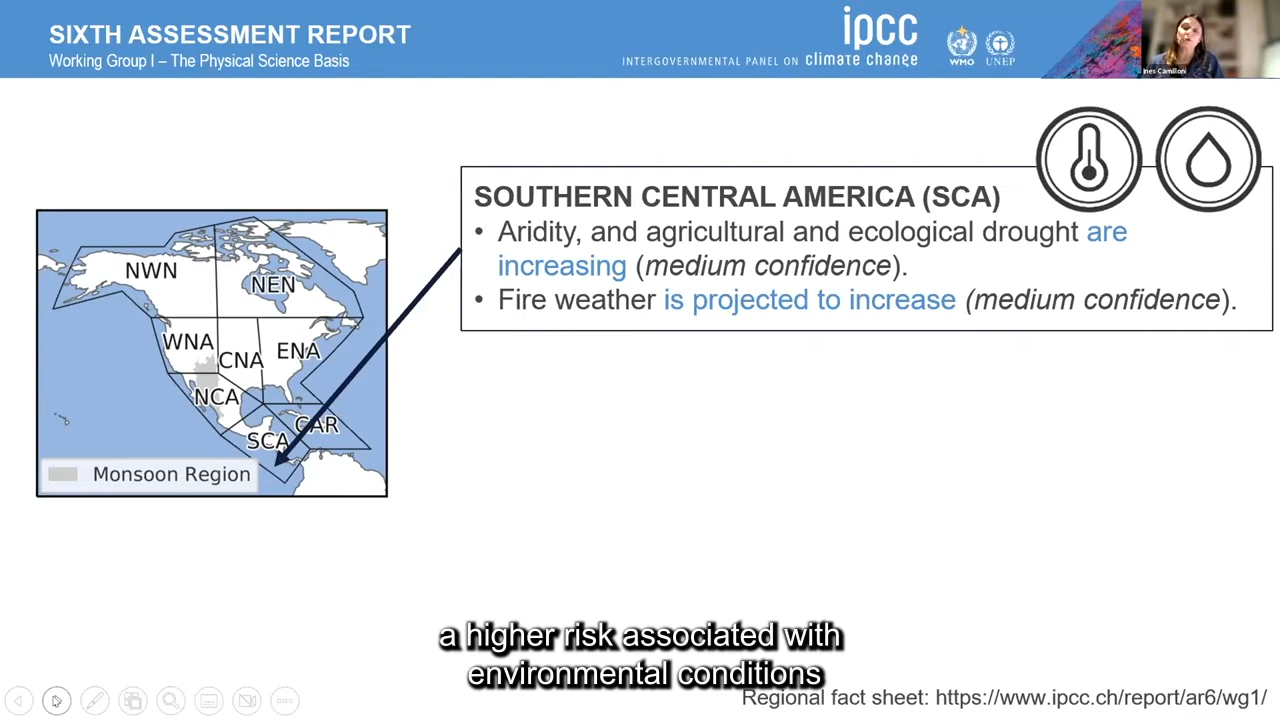 SIXTH ASSESSMENT REPORT
Working Group I – The Physical Science Basis
INTERGOVERNMENTAL PANEL ON climate change
ipcc
WMO
UNEP
Ines Camilloni
SOUTHERN CENTRAL AMERICA (SCA)
• Aridity, and agricultural and ecological drought are
increasing (medium confidence).
• Fire weather is projected to increase (medium confidence).
NWN
NEN
WNA
CNA
ENA
NCA
CAR
SCA
Monsoon Region
a higher risk associated with
environmental conditions
Regional fact sheet: https://www.ipcc.ch/report/ar6/wg1/